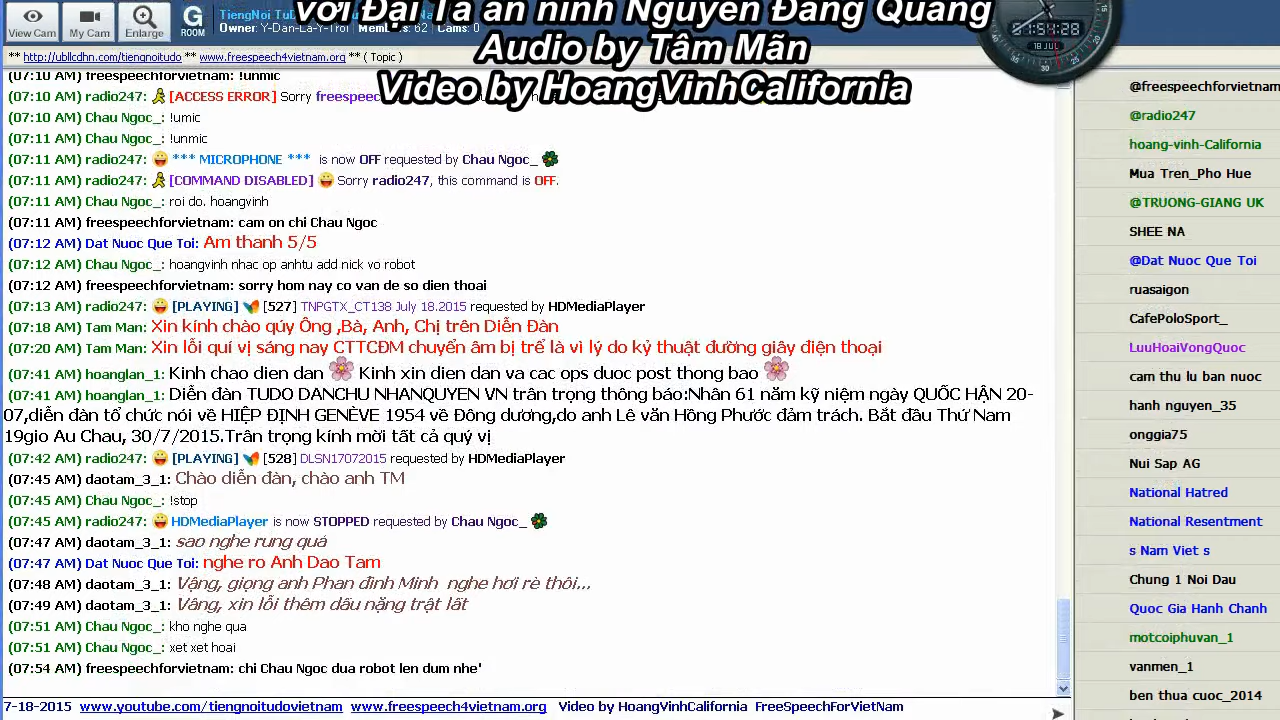 với Đại Tá an ninh Nguyễn Đăng Quang
Audio by Tâm Mãn
Video by HoangVinhCalifornia
View Cam
My Cam
Enlarge
G ROOM
TiengNoi TuD
Owner: Y-Dan-La-Y-Troi
62 | Cams: 0
18 JUL
** http://ubllcdhn.com/tiengnoitudo ** www.freespeech4vietnam.org
Topic )
(07:10 AM) freespeechforvietnam: !unmic
(07:10 AM) radio247: [ACCESS ERROR] Sorry freespeec
(07:10 AM) Chau Ngoc_: !umic
(07:11 AM) Chau Ngoc_: !unmic
(07:11 AM) radio247: *** MICROPHONE *** is now OFF requested by Chau Ngoc_
(07:11 AM) radio247: [COMMAND DISABLED] Sorry radio247, this command is OFF.
(07:11 AM) Chau Ngoc_: roi do. hoangvinh
(07:11 AM) freespeechforvietnam: cam on chi Chau Ngoc
(07:12 AM) Dat Nuoc Que Toi: Am thanh 5/5
(07:12 AM) Chau Ngoc_: hoangvinh nhac op anhtu add nick vo robot
(07:12 AM) freespeechforvietnam: sorry hom nay co van de so dien thoai
(07:13 AM) radio247: [PLAYING] [527] TNPGTX_CT138 July 18.2015 requested by HDMediaPlayer
(07:18 AM) Tam Man: Xin kính chào qúy Ông ,Bà, Anh, Chị trên Diễn Đàn
(07:20 AM) Tam Man: Xin lỗi quí vị sáng nay CTTCĐM chuyển âm bị trể là vì lý do kỷ thuật đường giây điện thoại
(07:41 AM) hoanglan_1: Kinh chao dien dan Kinh xin dien dan va cac ops duoc post thong bao
(07:41 AM) hoanglan_1: Diễn đàn TUDO DANCHU NHANQUYEN VN trân trọng thông báo:Nhân 61 năm kỹ niệm ngày QUỐC HẬN 20-
07,diễn đàn tổ chức nói về HIỆP ĐỊNH GENÈVE 1954 về Đông dương,do anh Lê văn Hồng Phước đảm trách. Bắt đầu Thứ Nam
19gio Au Chau, 30/7/2015.Trân trọng kính mời tất cả quý vị
(07:42 AM) radio247: [PLAYING] [528] DLSN17072015 requested by HDMediaPlayer
(07:45 AM) daotam_3_1: Chào diễn đàn, chào anh TM
(07:45 AM) Chau Ngoc_: !stop
(07:45 AM) radio247: HDMediaPlayer is now STOPPED requested by Chau Ngoc_
(07:47 AM) daotam_3_1: sao nghe rung quà
(07:47 AM) Dat Nuoc Que Toi: nghe ro Anh Dao Tam
(07:48 AM) daotam_3_1: Vậng, giọng anh Phan đình Minh nghe hơi rè thôi...
(07:49 AM) daotam_3_1: Vâng, xin lỗi thêm dấu nặng trật lất
(07:51 AM) Chau Ngoc_: kho nghe qua
(07:51 AM) Chau Ngoc_: xet xet hoai
(07:54 AM) freespeechforvietnam: chi Chau Ngoc dua robot len dum nhe'
@freespeechforvietnam
@radio247
hoang-vinh-California
Mua Tren_Pho Hue
@TRUONG-GIANG UK
SHEE NA
@Dat Nuoc Que Toi
ruasaigon
CafePoloSport_
LuuHoaiVongQuoc
cam thu lu ban nuoc
hanh nguyen_35
onggia75
Nui Sap AG
National Hatred
National Resentment
s Nam Viet s
Chung 1 Noi Dau
Quoc Gia Hanh Chanh
motcoiphuvan_1
vanmen_1
ben thua cuoc_2014
7-18-2015 www.youtube.com/tiengnoitudovietnam www.freespeech4vietnam.org Video by HoangVinhCalifornia FreeSpeechForVietNam